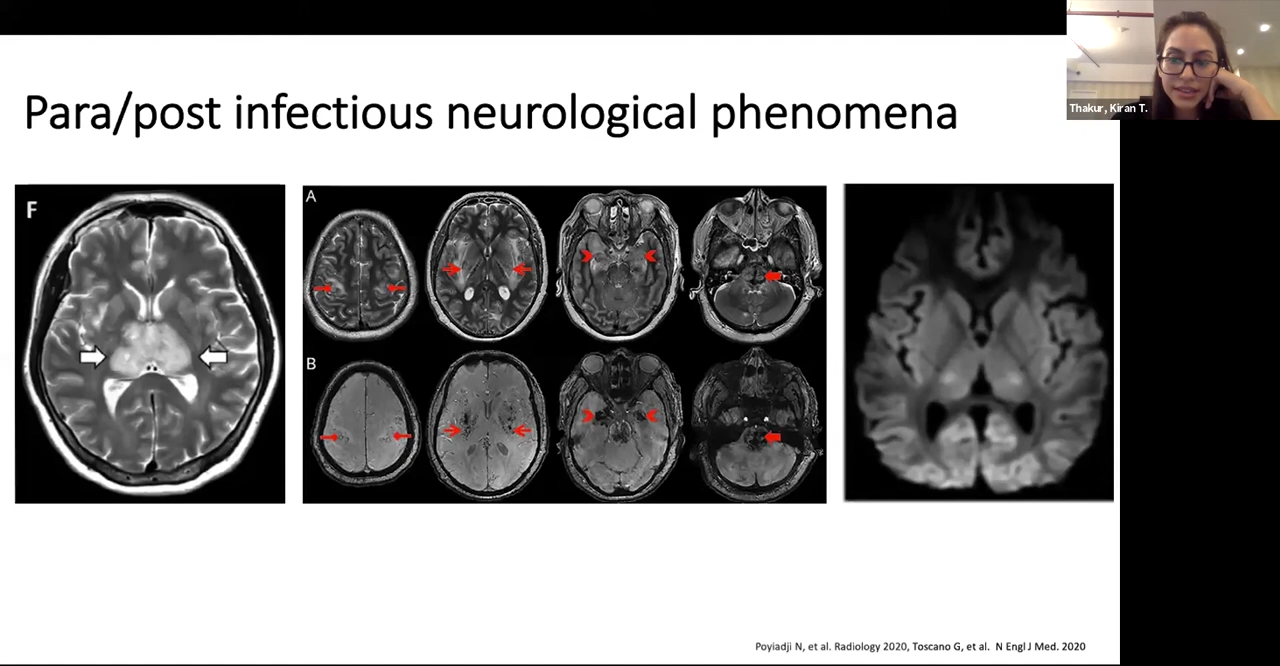 Thakur, Kiran T.
Para/post infectious neurological phenomena
F
A
B
Poyiadji N, et al. Radiology 2020, Toscano G, et al. N Engl J Med. 2020